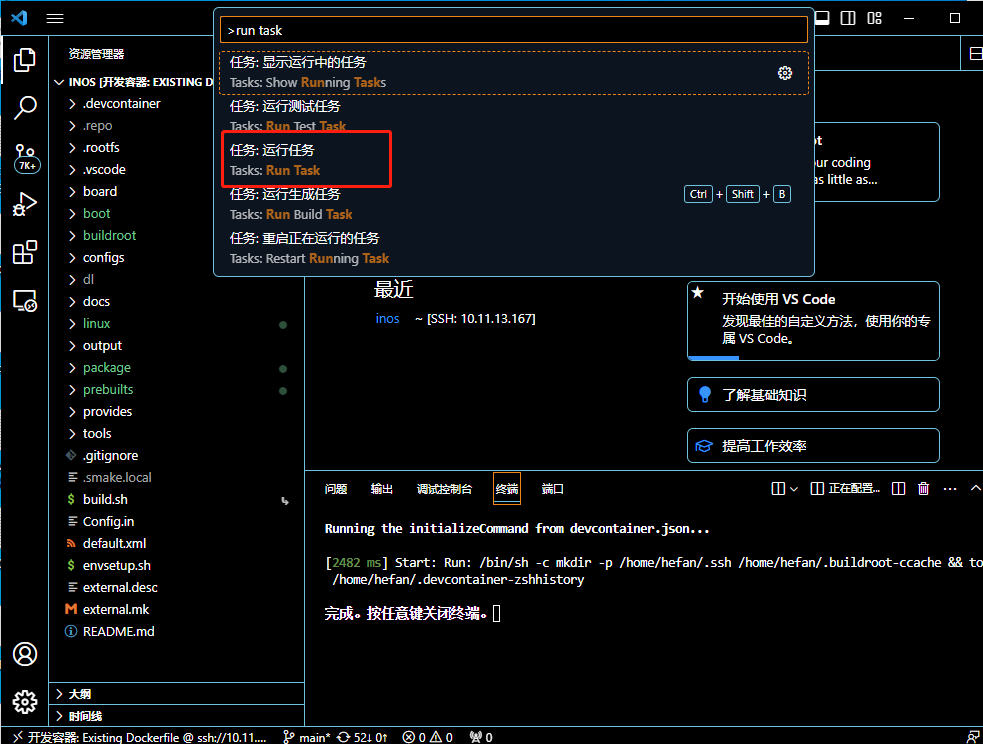 >run task
任务: 显示运行中的任务
Tasks: Show Running Tasks
任务: 运行测试任务
Tasks: Run Test Task
任务: 运行任务
Tasks: Run Task
任务: 运行生成任务
Ctrl + Shift + B
Tasks: Run Build Task
任务: 重启正在运行的任务
Tasks: Restart Running Task
资源管理器
INOS [开发容器: EXISTING D
.devcontainer
.repo
.rootfs
.vscode
board
boot
buildroot
configs
dl
docs
linux
output
package
prebuilts
provides
tools
.gitignore
.smake.local
build.sh
Config.in
default.xml
envsetup.sh
external.desc
external.mk
README.md
大纲
时间线
7K+
ot
our coding
as little as...
最近
inos ~ [SSH: 10.11.13.167]
开始使用 VS Code
发现最佳的自定义方法，使用你的专
属 VS Code。
了解基础知识
提高工作效率
问题 输出 调试控制台 终端 端口
正在配置...
Running the initializeCommand from devcontainer.json...
[2482 ms] Start: Run: /bin/sh -c mkdir -p /home/hefan/.ssh /home/hefan/.buildroot-ccache && to
/home/hefan/.devcontainer-zshhistory
完成。按任意键关闭终端。
开发容器: Existing Dockerfile @ ssh://10.11.... main* 52↓ 0↑ 0 0 0